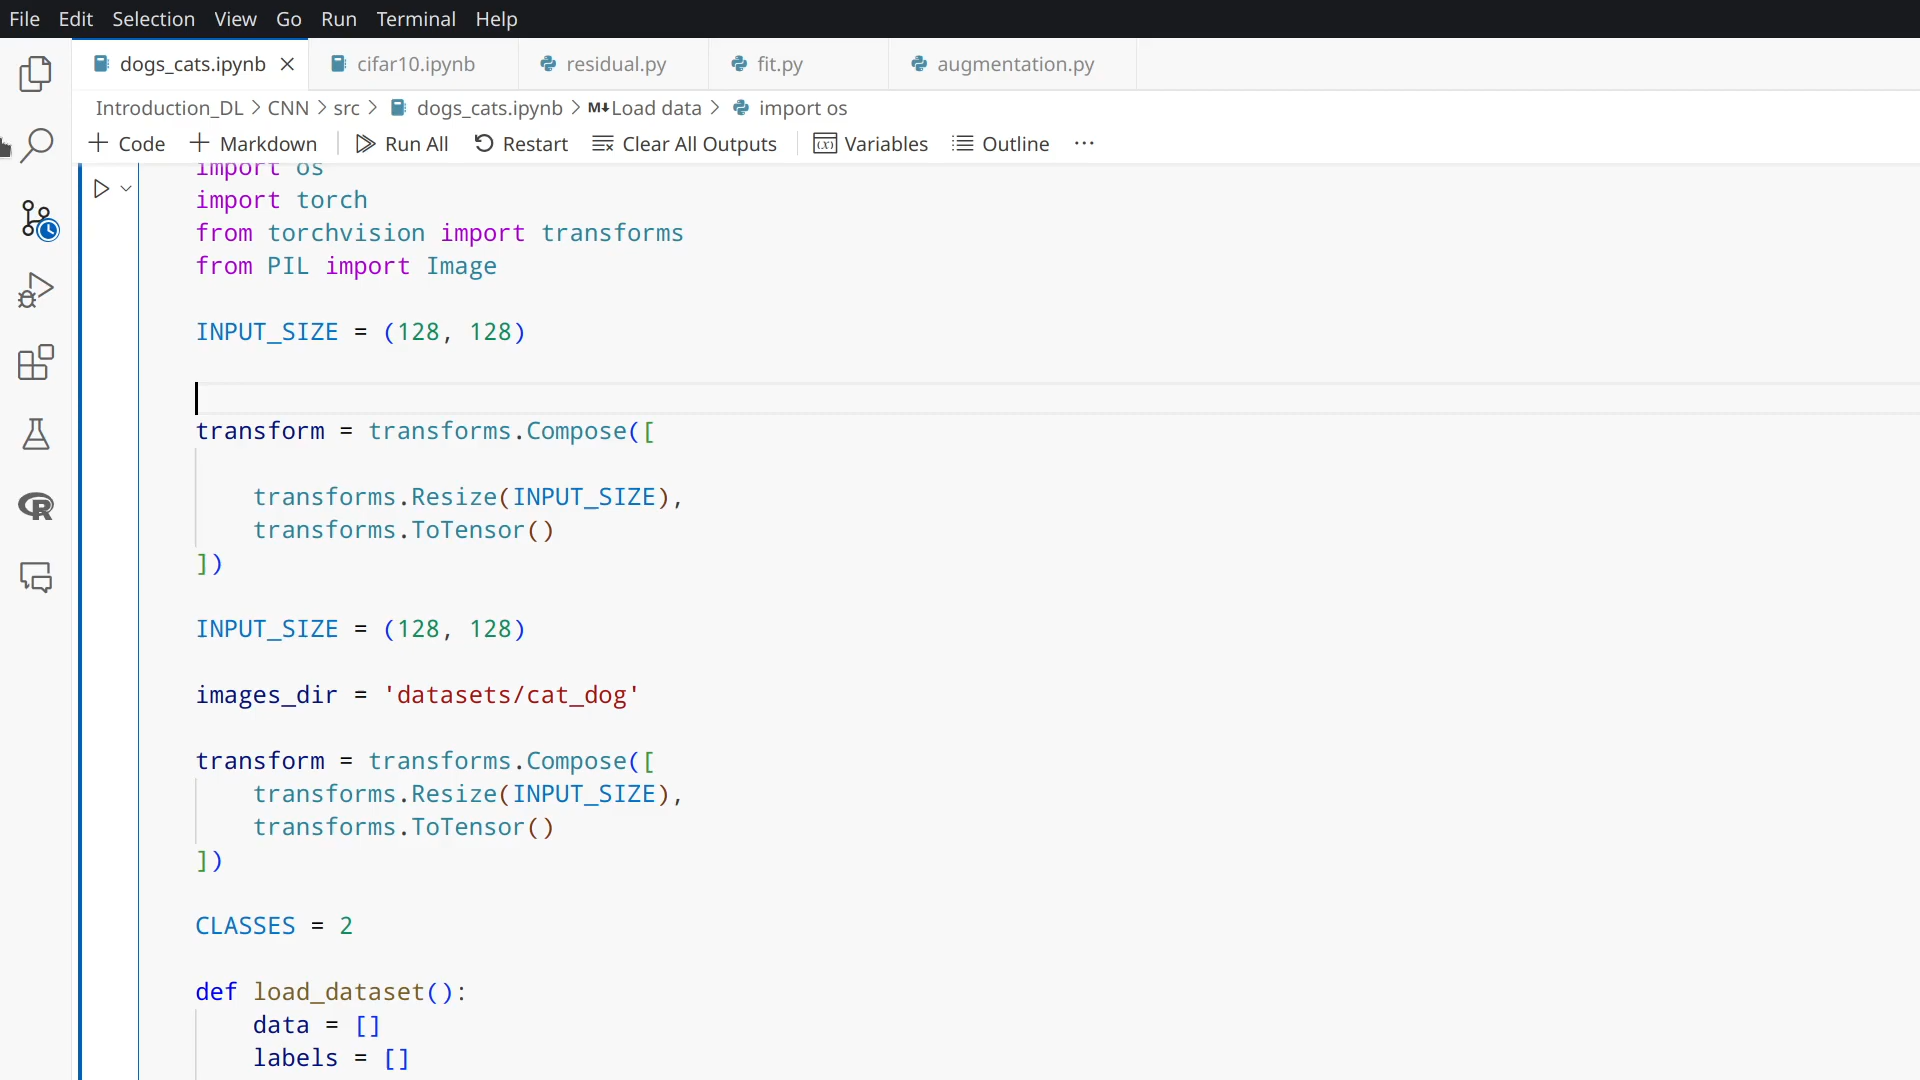 File Edit Selection View Go Run Terminal Help
dogs_cats.ipynb cifar10.ipynb residual.py fit.py augmentation.py
Introduction_DL > CNN > src > dogs_cats.ipynb > M↓Load data > import os
+ Code + Markdown Run All Restart Clear All Outputs Variables Outline ···
import os
import torch
from torchvision import transforms
from PIL import Image
INPUT_SIZE = (128, 128)
transform = transforms.Compose([
transforms.Resize(INPUT_SIZE),
transforms.ToTensor()
])
INPUT_SIZE = (128, 128)
images_dir = 'datasets/cat_dog'
transform = transforms.Compose([
transforms.Resize(INPUT_SIZE),
transforms.ToTensor()
])
CLASSES = 2
def load_dataset():
data = []
labels = []